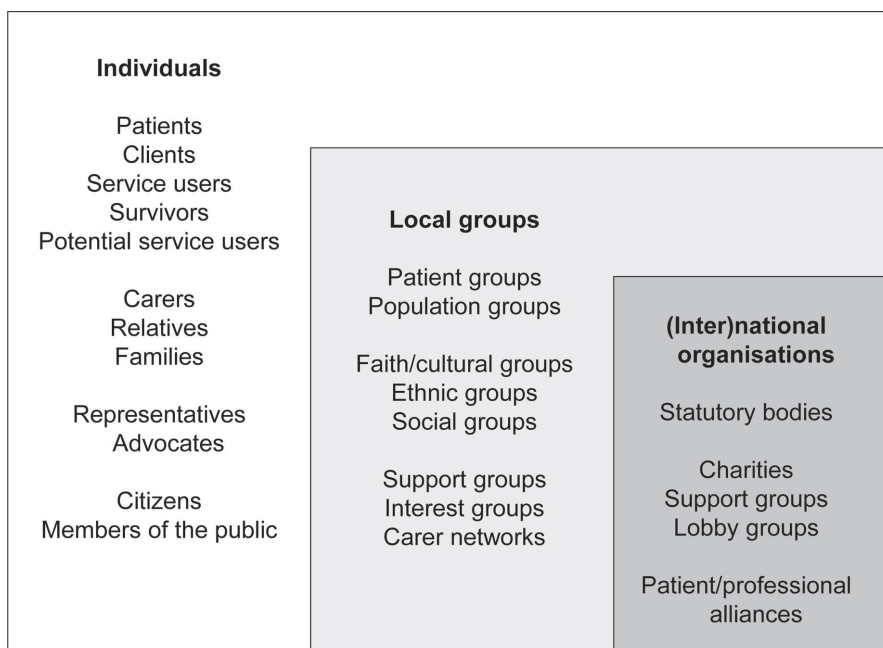 Individuals
Patients
Clients
Service users
Survivors
Potential service users
Carers
Relatives
Families
Representatives
Advocates
Citizens
Members of the public
Local groups
Patient groups
Population groups
Faith/cultural groups
Ethnic groups
Social groups
Support groups
Interest groups
Carer networks
(Inter)national
organisations
Statutory bodies
Charities
Support groups
Lobby groups
Patient/professional
alliances